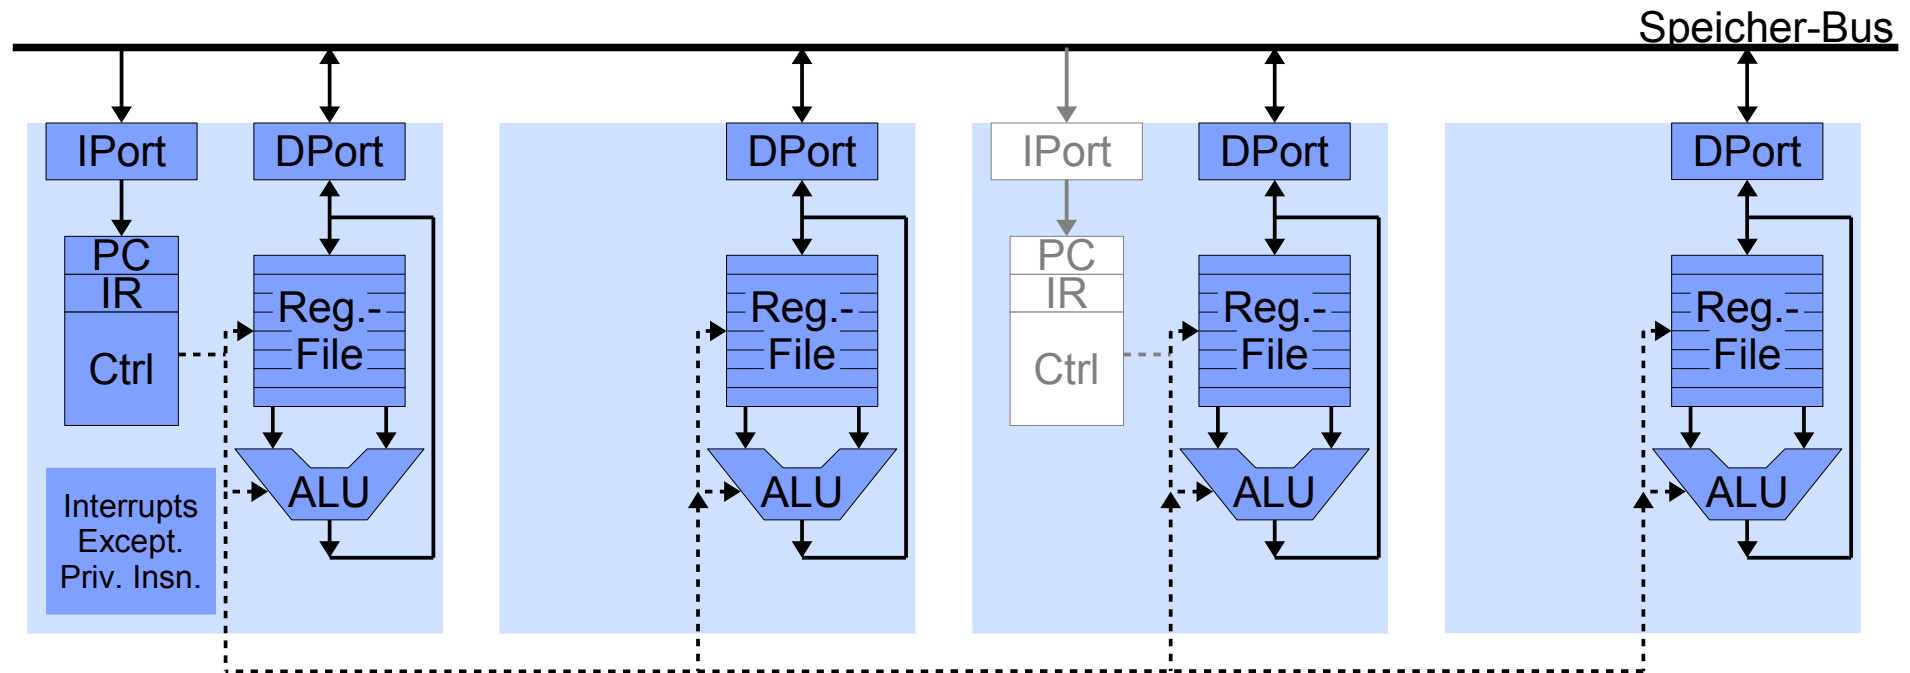 Speicher-Bus
IPort
DPort
DPort
IPort
DPort
DPort
PC
IR
Ctrl
Reg.-
File
Reg.-
File
PC
IR
Ctrl
Reg.-
File
Reg.-
File
ALU
ALU
ALU
ALU
Interrupts
Except.
Priv. Insn.